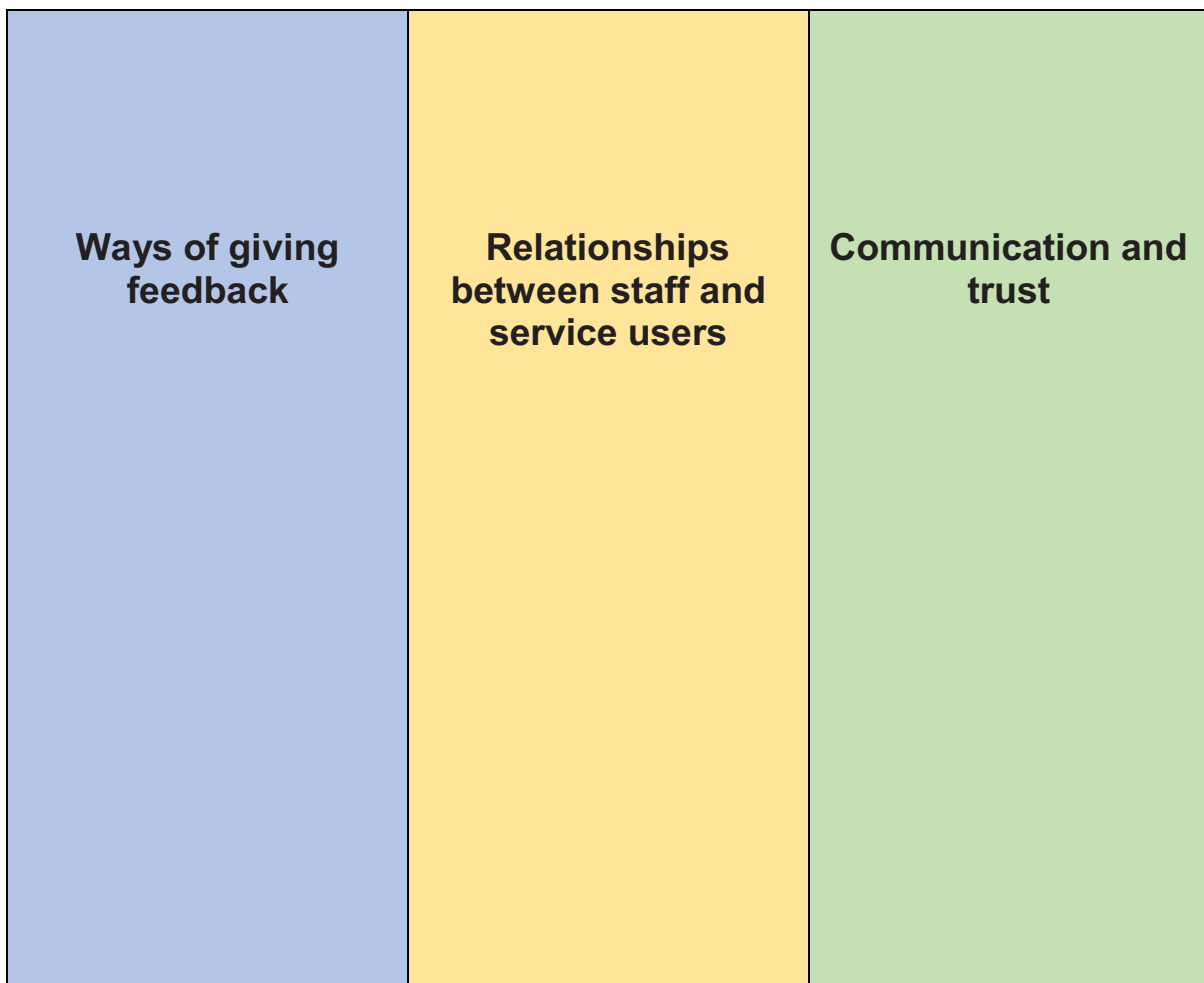 Ways of giving
feedback
Relationships
between staff and
service users
Communication and
trust